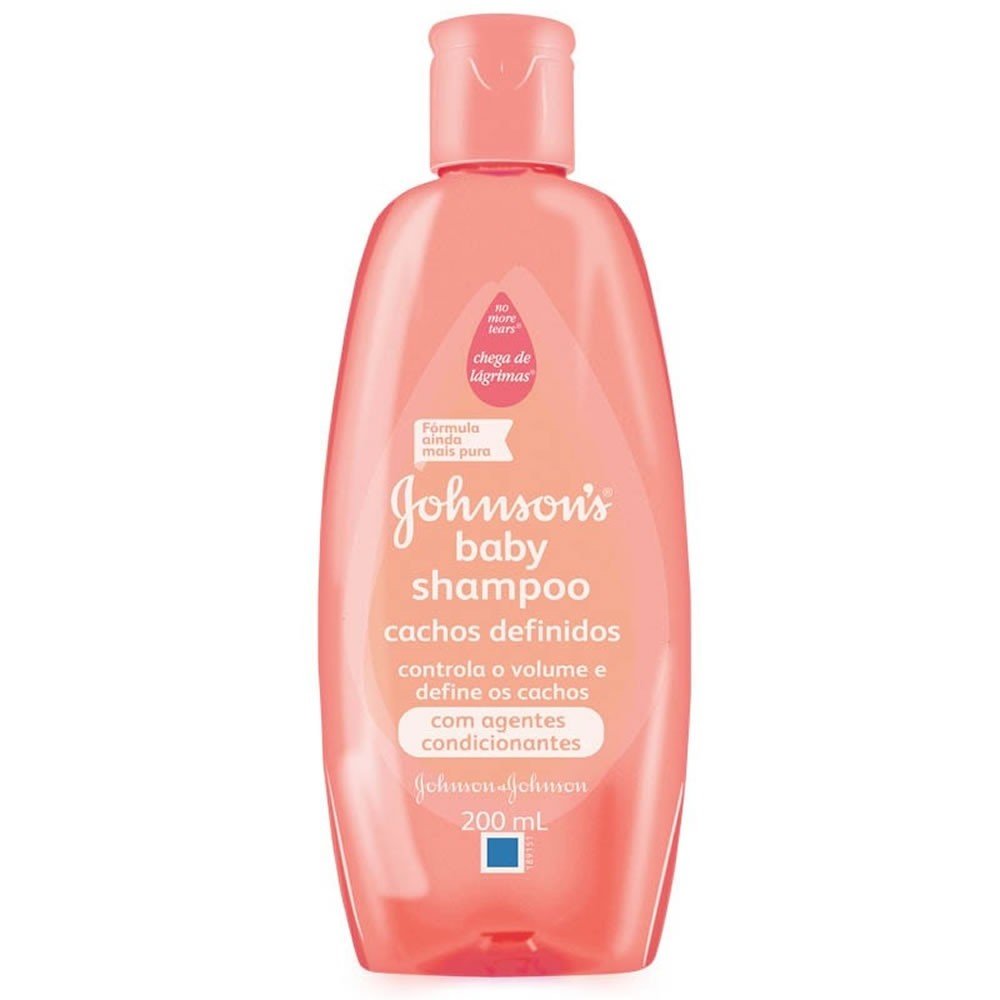 no
more
tears®
chega de
lágrimas®
Fórmula
ainda
mais pura
Johnson's®
baby
shampoo
cachos definidos
controla o volume e
define os cachos
com agentes
condicionantes
Johnson & Johnson
200 mL
189151